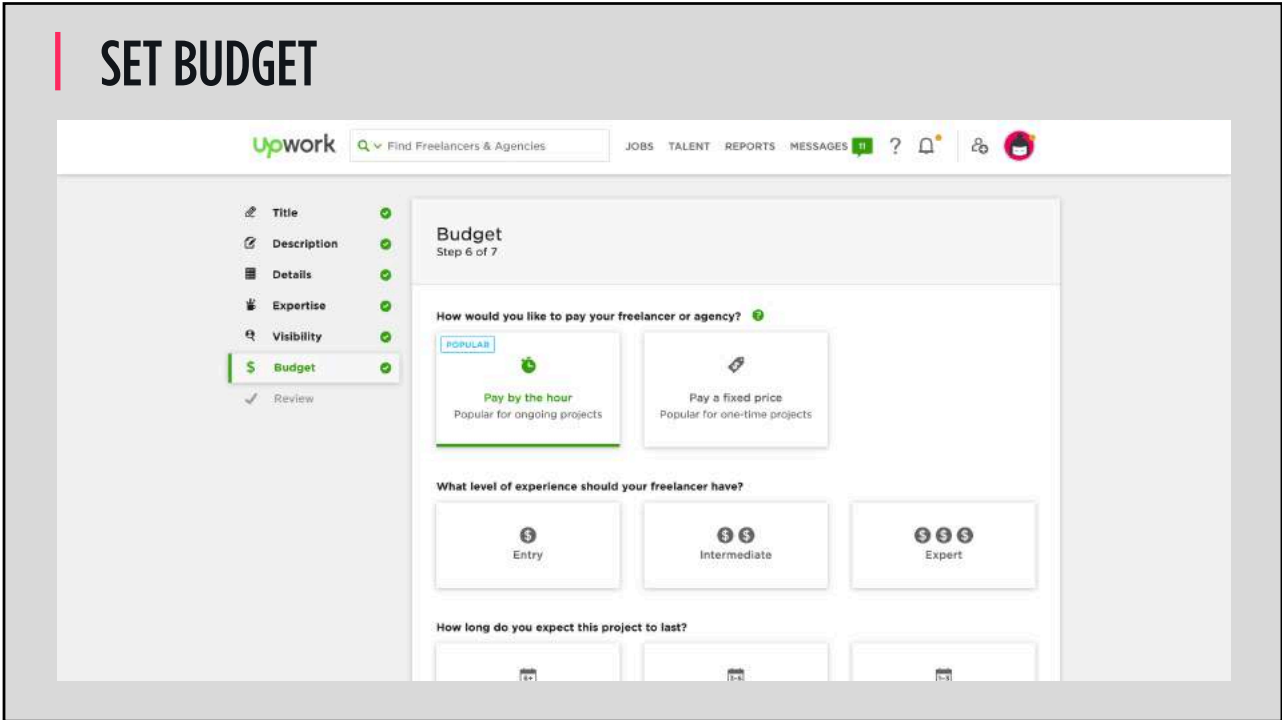 SET BUDGET
Upwork
Find Freelancers & Agencies
JOBS TALENT REPORTS MESSAGES 11 ?
Title
Description
Details
Expertise
Visibility
$ Budget
Review
Budget
Step 6 of 7
How would you like to pay your freelancer or agency? ?
POPULAR
Pay by the hour
Popular for ongoing projects
Pay a fixed price
Popular for one-time projects
What level of experience should your freelancer have?
$
Entry
$ $
Intermediate
$ $ $
Expert
How long do you expect this project to last?
6+